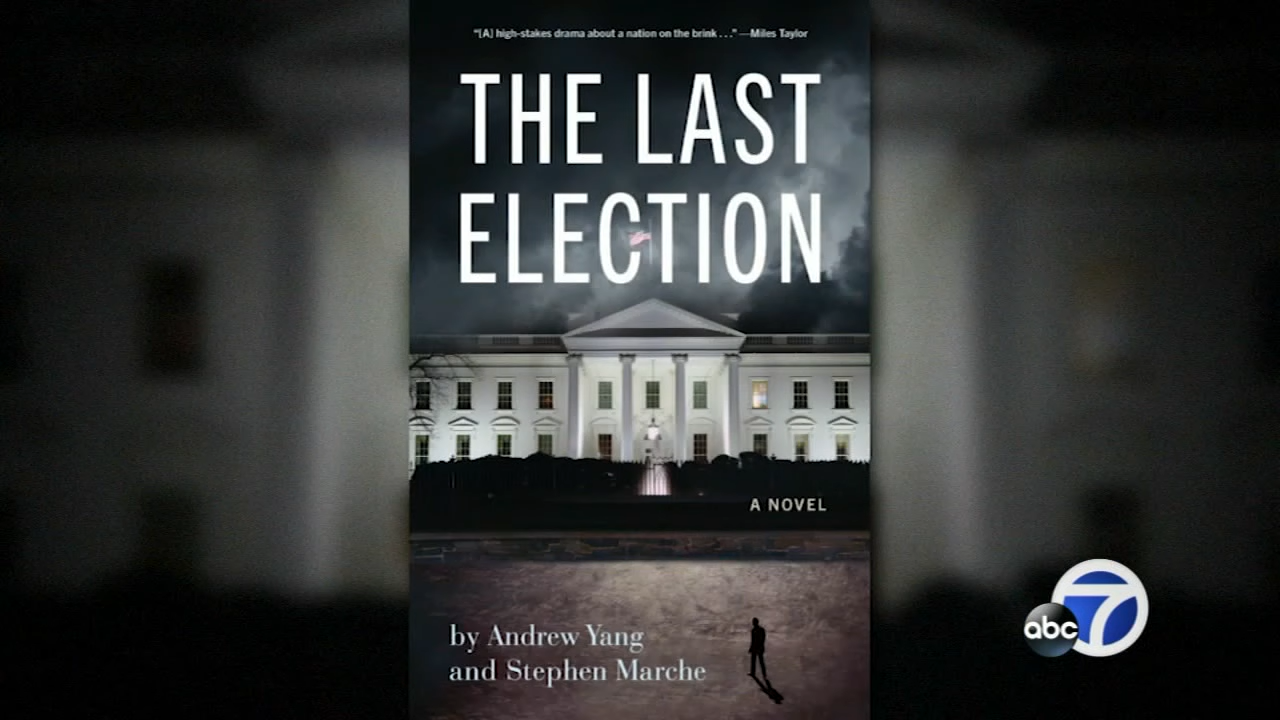 “[A] high-stakes drama about a nation on the brink . . .” —Miles Taylor
THE LAST
ELECTION
A NOVEL
by Andrew Yang
and Stephen Marche
abc 7